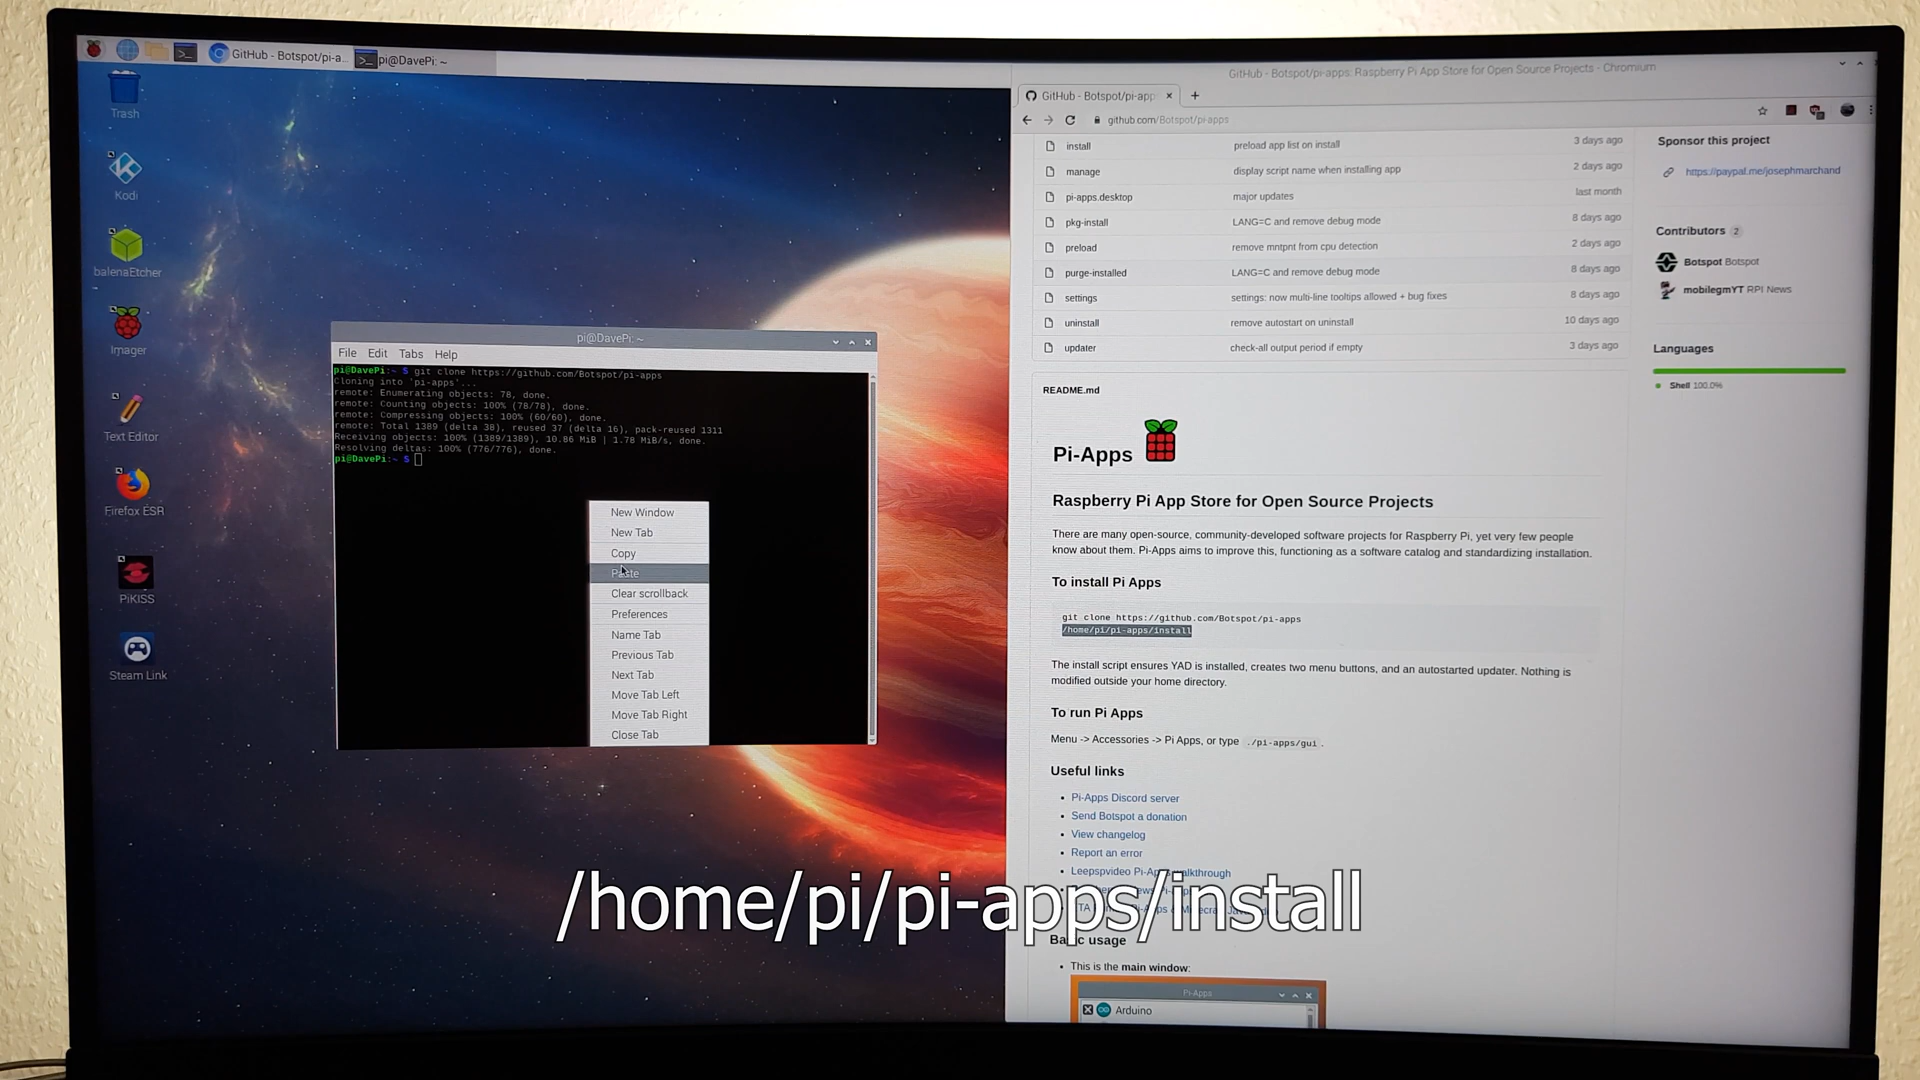 GitHub - Botspot/pi-a...
pi@DavePi: ~
Trash
Kodi
balenaEtcher
Imager
Text Editor
Firefox ESR
PiKISS
Steam Link
pi@DavePi: ~
File Edit Tabs Help
pi@DavePi:~ $ git clone https://github.com/Botspot/pi-apps
Cloning into 'pi-apps'...
remote: Enumerating objects: 78, done.
remote: Counting objects: 100% (78/78), done.
remote: Compressing objects: 100% (60/60), done.
remote: Total 1389 (delta 38), reused 37 (delta 16), pack-reused 1311
Receiving objects: 100% (1389/1389), 10.86 MiB | 1.78 MiB/s, done.
Resolving deltas: 100% (776/776), done.
pi@DavePi:~ $
New Window
New Tab
Copy
Paste
Clear scrollback
Preferences
Name Tab
Previous Tab
Next Tab
Move Tab Left
Move Tab Right
Close Tab
GitHub - Botspot/pi-apps: Raspberry Pi App Store for Open Source Projects - Chromium
GitHub - Botspot/pi-app
github.com/Botspot/pi-apps
install preload app list on install 3 days ago
manage display script name when installing app 2 days ago
pi-apps.desktop major updates last month
pkg-install LANG=C and remove debug mode 8 days ago
preload remove mntpnt from cpu detection 2 days ago
purge-installed LANG=C and remove debug mode 8 days ago
settings settings: now multi-line tooltips allowed + bug fixes 8 days ago
uninstall remove autostart on uninstall 10 days ago
updater check-all output period if empty 3 days ago
Sponsor this project
https://paypal.me/josephmarchand
Contributors 2
Botspot Botspot
mobilegmYT RPI News
Languages
Shell 100.0%
README.md
Pi-Apps
Raspberry Pi App Store for Open Source Projects
There are many open-source, community-developed software projects for Raspberry Pi, yet very few people
know about them. Pi-Apps aims to improve this, functioning as a software catalog and standardizing installation.
To install Pi Apps
git clone https://github.com/Botspot/pi-apps
/home/pi/pi-apps/install
The install script ensures YAD is installed, creates two menu buttons, and an autostarted updater. Nothing is
modified outside your home directory.
To run Pi Apps
Menu -> Accessories -> Pi Apps, or type ./pi-apps/gui .
Useful links
Pi-Apps Discord server
Send Botspot a donation
View changelog
Report an error
Leepspvideo Pi-Apps walkthrough
/home/pi/pi-apps/install
Basic usage
This is the main window:
Pi-Apps
Arduino